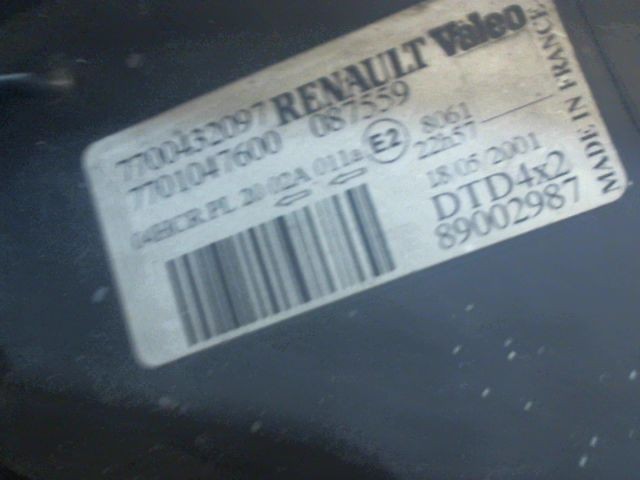 7700432097 RENAULT Valeo
7701047600 087559
04HCR PL 20 02A 011a E2 8061
22h57
18 05 2001
DTD4x2
89002987
MADE IN FRANCE